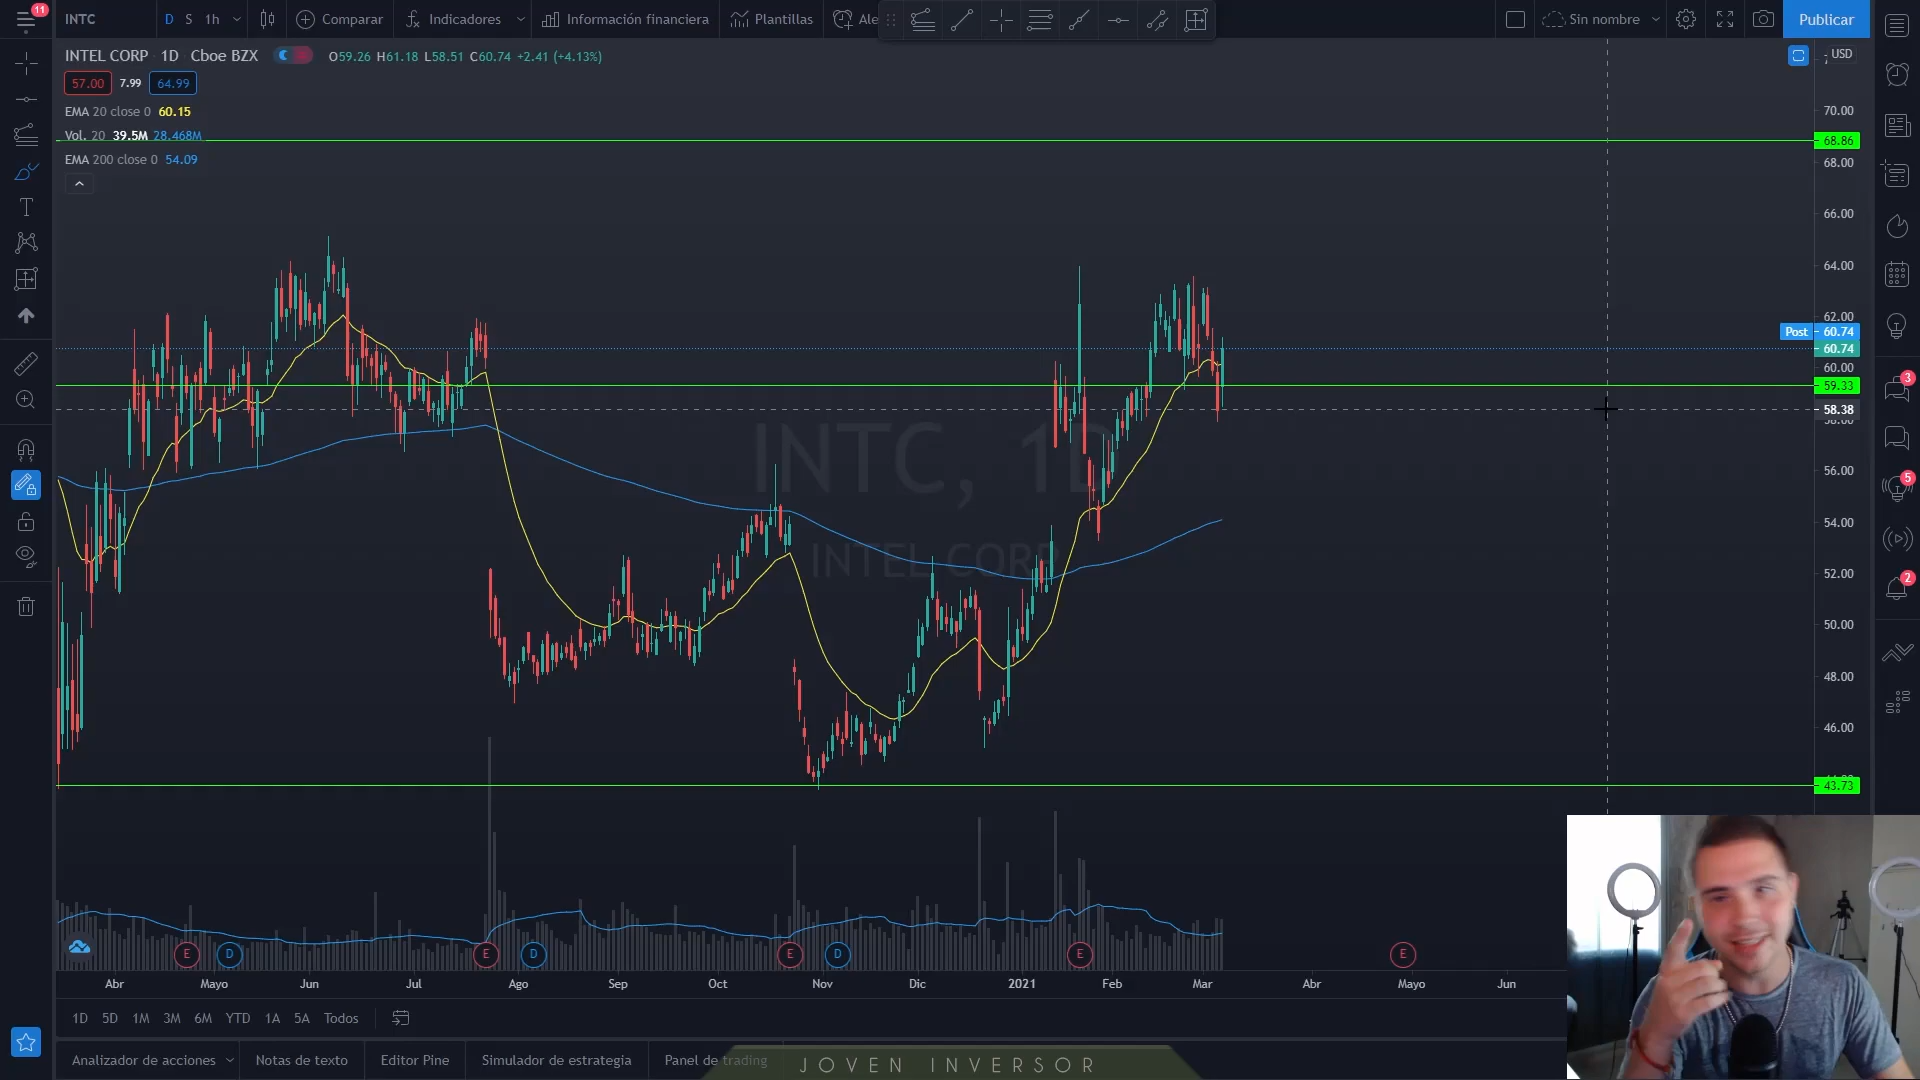 11
INTC
D S 1h
Comparar
Indicadores
Información financiera
Plantillas
Ale
Sin nombre
Publicar
INTEL CORP 1D Cboe BZX
O59.26 H61.18 L58.51 C60.74 +2.41 (+4.13%)
USD
57.00 7.99 64.99
EMA 20 close 0 60.15
70.00
Vol. 20 39.5M 28.468M
68.86
EMA 200 close 0 54.09
68.00
66.00
64.00
62.00
Post 60.74
60.74
60.00
59.33
58.38
58.00
INTC, 1D
INTEL CORP
56.00
54.00
52.00
50.00
48.00
46.00
43.73
3
5
2
E D E D E D E E
Abr Mayo Jun Jul Ago Sep Oct Nov Dic 2021 Feb Mar Abr Mayo Jun
1D 5D 1M 3M 6M YTD 1A 5A Todos
Analizador de acciones Notas de texto Editor Pine Simulador de estrategia Panel de trading
JOVEN INVERSOR